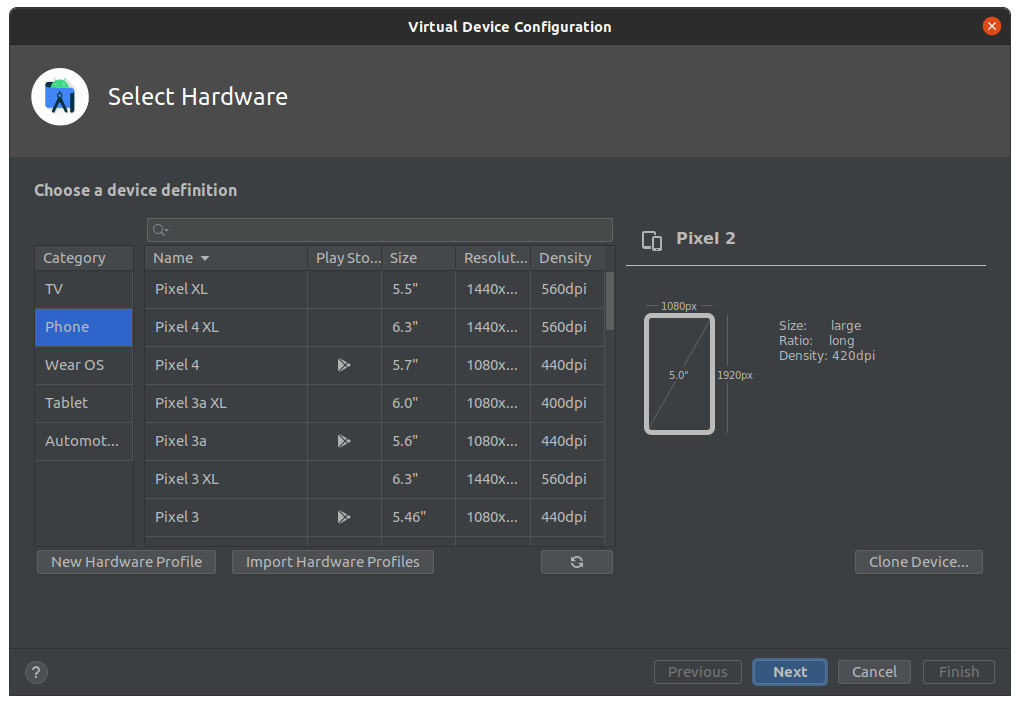 Virtual Device Configuration
Select Hardware
Choose a device definition
Category
TV
Phone
Wear OS
Tablet
Automot...
Name Play Sto... Size Resolut... Density
Pixel XL 5.5" 1440x... 560dpi
Pixel 4 XL 6.3" 1440x... 560dpi
Pixel 4 5.7" 1080x... 440dpi
Pixel 3a XL 6.0" 1080x... 400dpi
Pixel 3a 5.6" 1080x... 440dpi
Pixel 3 XL 6.3" 1440x... 560dpi
Pixel 3 5.46" 1080x... 440dpi
Pixel 2
1080px
5.0"
1920px
Size: large
Ratio: long
Density: 420dpi
New Hardware Profile Import Hardware Profiles Clone Device...
? Previous Next Cancel Finish